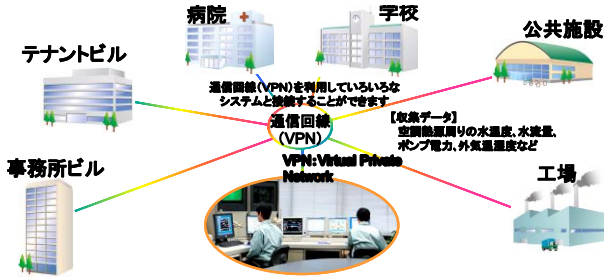 病院
学校
公共施設
テナントビル
通信回線(VPN)を利用していろいろな
システムと接続することができます
通信回線
(VPN)
【収集データ】
空調熱源周りの水温度、水流量、
ポンプ電力、外気温湿度など
VPN:Virtual Private
Network
事務所ビル
工場